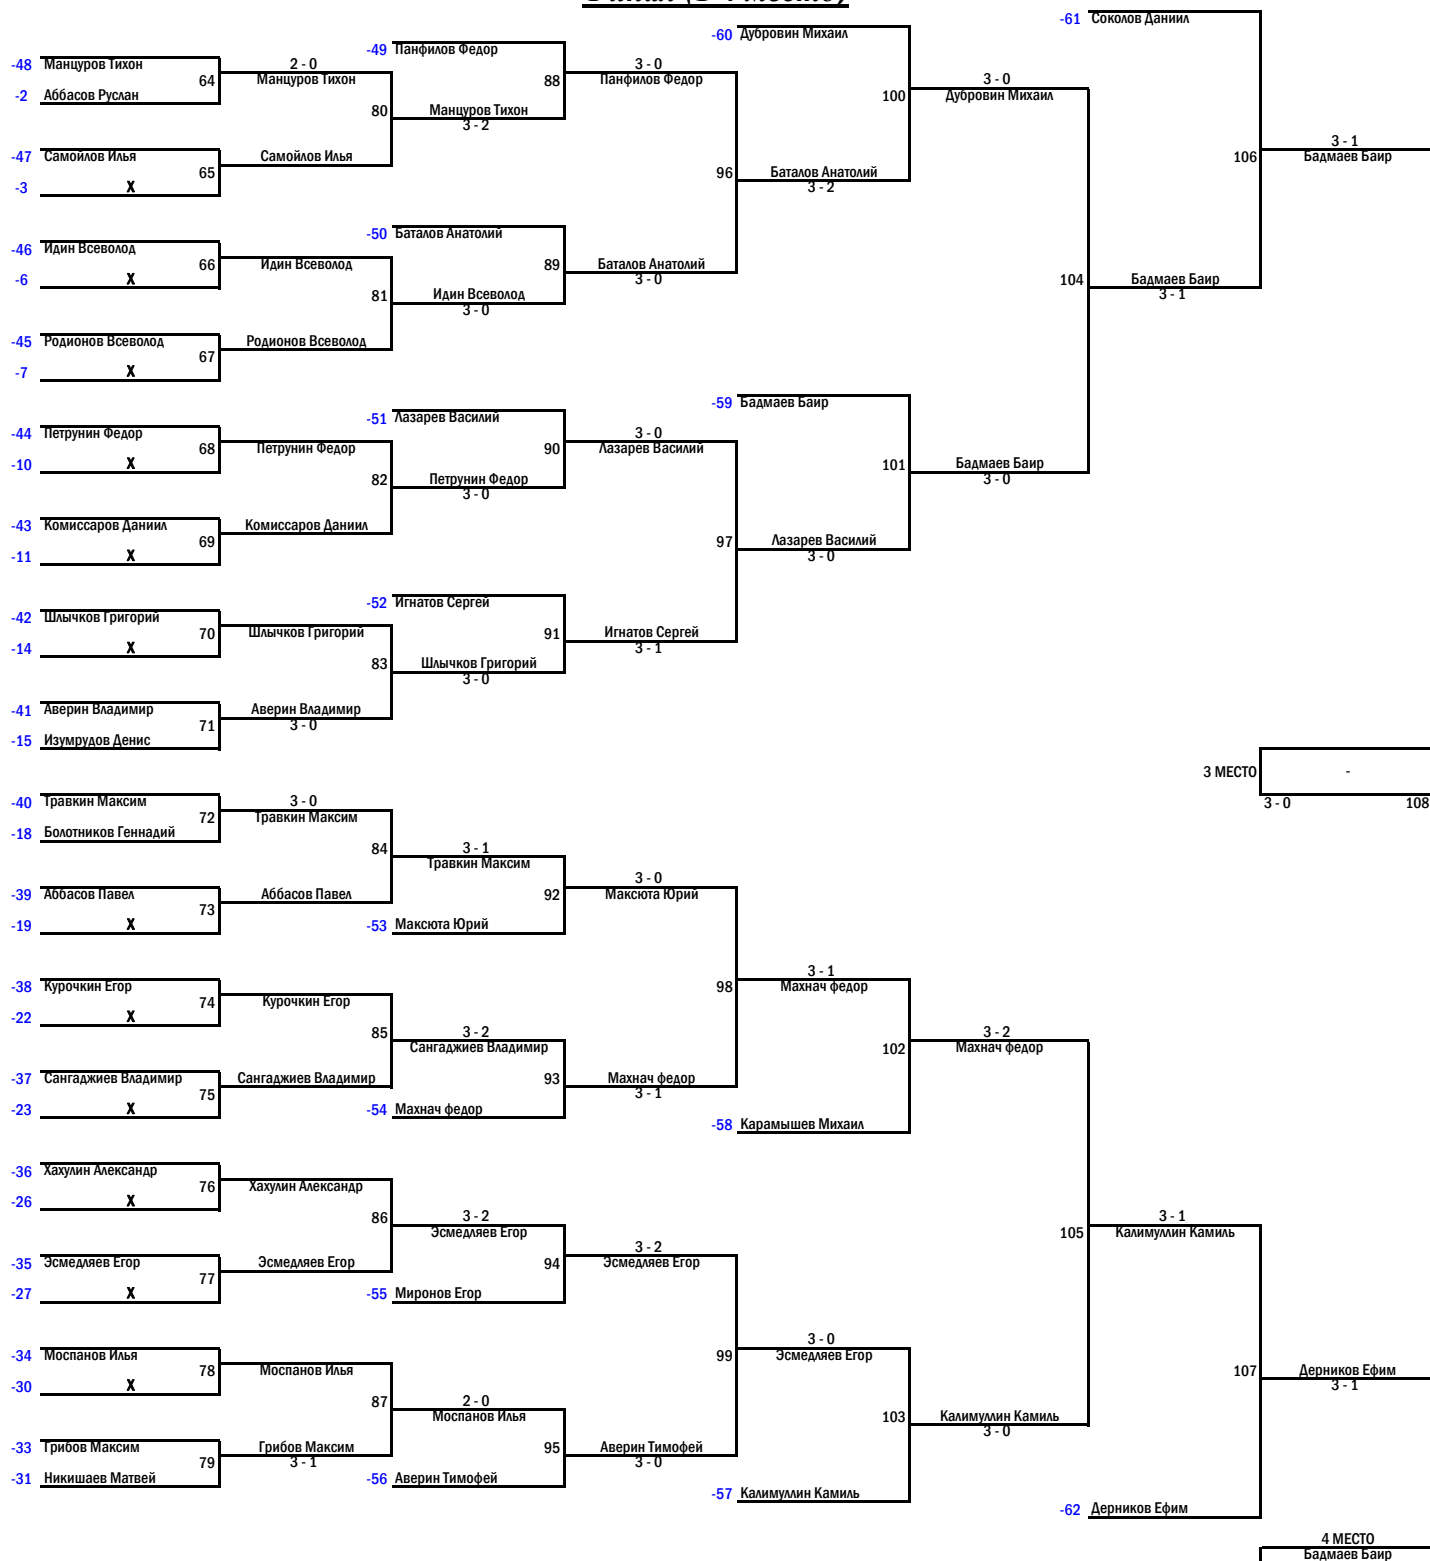 -61 Соколов Даниил
-60 Дубровин Михаил
-49 Панфилов Федор
-48 Манцуров Тихон
2 - 0
3 - 0
64
Манцуров Тихон
88
Панфилов Федор
3 - 0
-2 Аббасов Руслан
100
Дубровин Михаил
80
Манцуров Тихон
3 - 2
3 - 1
-47 Самойлов Илья
Самойлов Илья
106
Бадмаев Баир
65
96
Баталов Анатолий
3 - 2
-3 X
-50 Баталов Анатолий
-46 Идин Всеволод
66
Идин Всеволод
89
Баталов Анатолий
3 - 0
-6 X
104
Бадмаев Баир
3 - 1
81
Идин Всеволод
3 - 0
-45 Родионов Всеволод
Родионов Всеволод
67
-7 X
-59 Бадмаев Баир
-51 Лазарев Василий
-44 Петрунин Федор
3 - 0
68
Петрунин Федор
90
Лазарев Василий
-10 X
101
Бадмаев Баир
3 - 0
82
Петрунин Федор
3 - 0
-43 Комиссаров Даниил
Комиссаров Даниил
69
97
Лазарев Василий
3 - 0
-11 X
-52 Игнатов Сергей
-42 Шлычков Григорий
70
Шлычков Григорий
91
Игнатов Сергей
3 - 1
-14 X
83
Шлычков Григорий
3 - 0
-41 Аверин Владимир
Аверин Владимир
3 - 0
71
-15 Изумрудов Денис
3 МЕСТО
-
3 - 0
108
-40 Травкин Максим
3 - 0
72
Травкин Максим
-18 Болотников Геннадий
84
3 - 1
Травкин Максим
3 - 0
-39 Аббасов Павел
Аббасов Павел
92
Максюта Юрий
73
-19 X
-53 Максюта Юрий
3 - 1
-38 Курочкин Егор
98
Махнач федор
74
Курочкин Егор
-22 X
85
3 - 2
3 - 2
Сангаджиев Владимир
102
Махнач федор
-37 Сангаджиев Владимир
Сангаджиев Владимир
93
Махнач федор
3 - 1
75
-23 X
-54 Махнач федор
-58 Карамышев Михаил
-36 Хахулин Александр
76
Хахулин Александр
-26 X
86
3 - 2
3 - 1
Эсмедляев Егор
105
Калимуллин Камиль
3 - 2
-35 Эсмедляев Егор
Эсмедляев Егор
94
Эсмедляев Егор
77
-27 X
-55 Миронов Егор
3 - 0
-34 Моспанов Илья
99
Эсмедляев Егор
78
Моспанов Илья
107
Дерников Ефим
3 - 1
-30 X
87
2 - 0
Моспанов Илья
103
Калимуллин Камиль
3 - 0
-33 Грибов Максим
Грибов Максим
3 - 1
95
Аверин Тимофей
3 - 0
79
-31 Никишаев Матвей
-56 Аверин Тимофей
-57 Калимуллин Камиль
-62 Дерников Ефим
4 МЕСТО
Бадмаев Баир